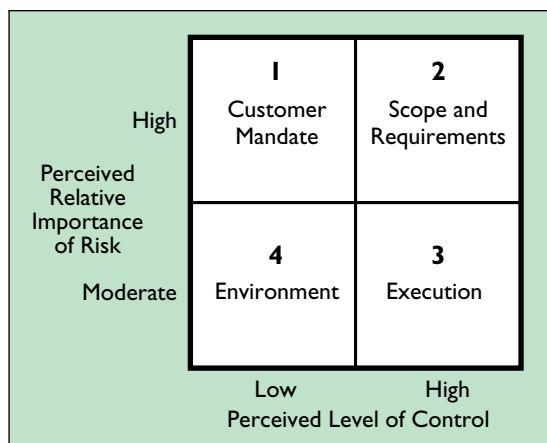 1
Customer
Mandate
2
Scope and
Requirements
High
Perceived
Relative
Importance
of Risk
4
Environment
3
Execution
Moderate
Low
High
Perceived Level of Control